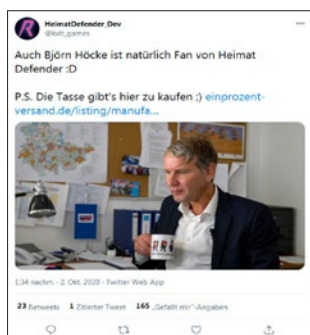 HeimatDefender_Dev
@kvlt_games
Auch Björn Höcke ist natürlich Fan von Heimat
Defender :D
P.S. Die Tasse gibt's hier zu kaufen ;) einprozent-
versand.de/listing/manufa...
1:34 nachm. · 2. Okt. 2020 · Twitter Web App
23 Retweets 1 Zitierter Tweet 165 „Gefällt mir“-Angaben